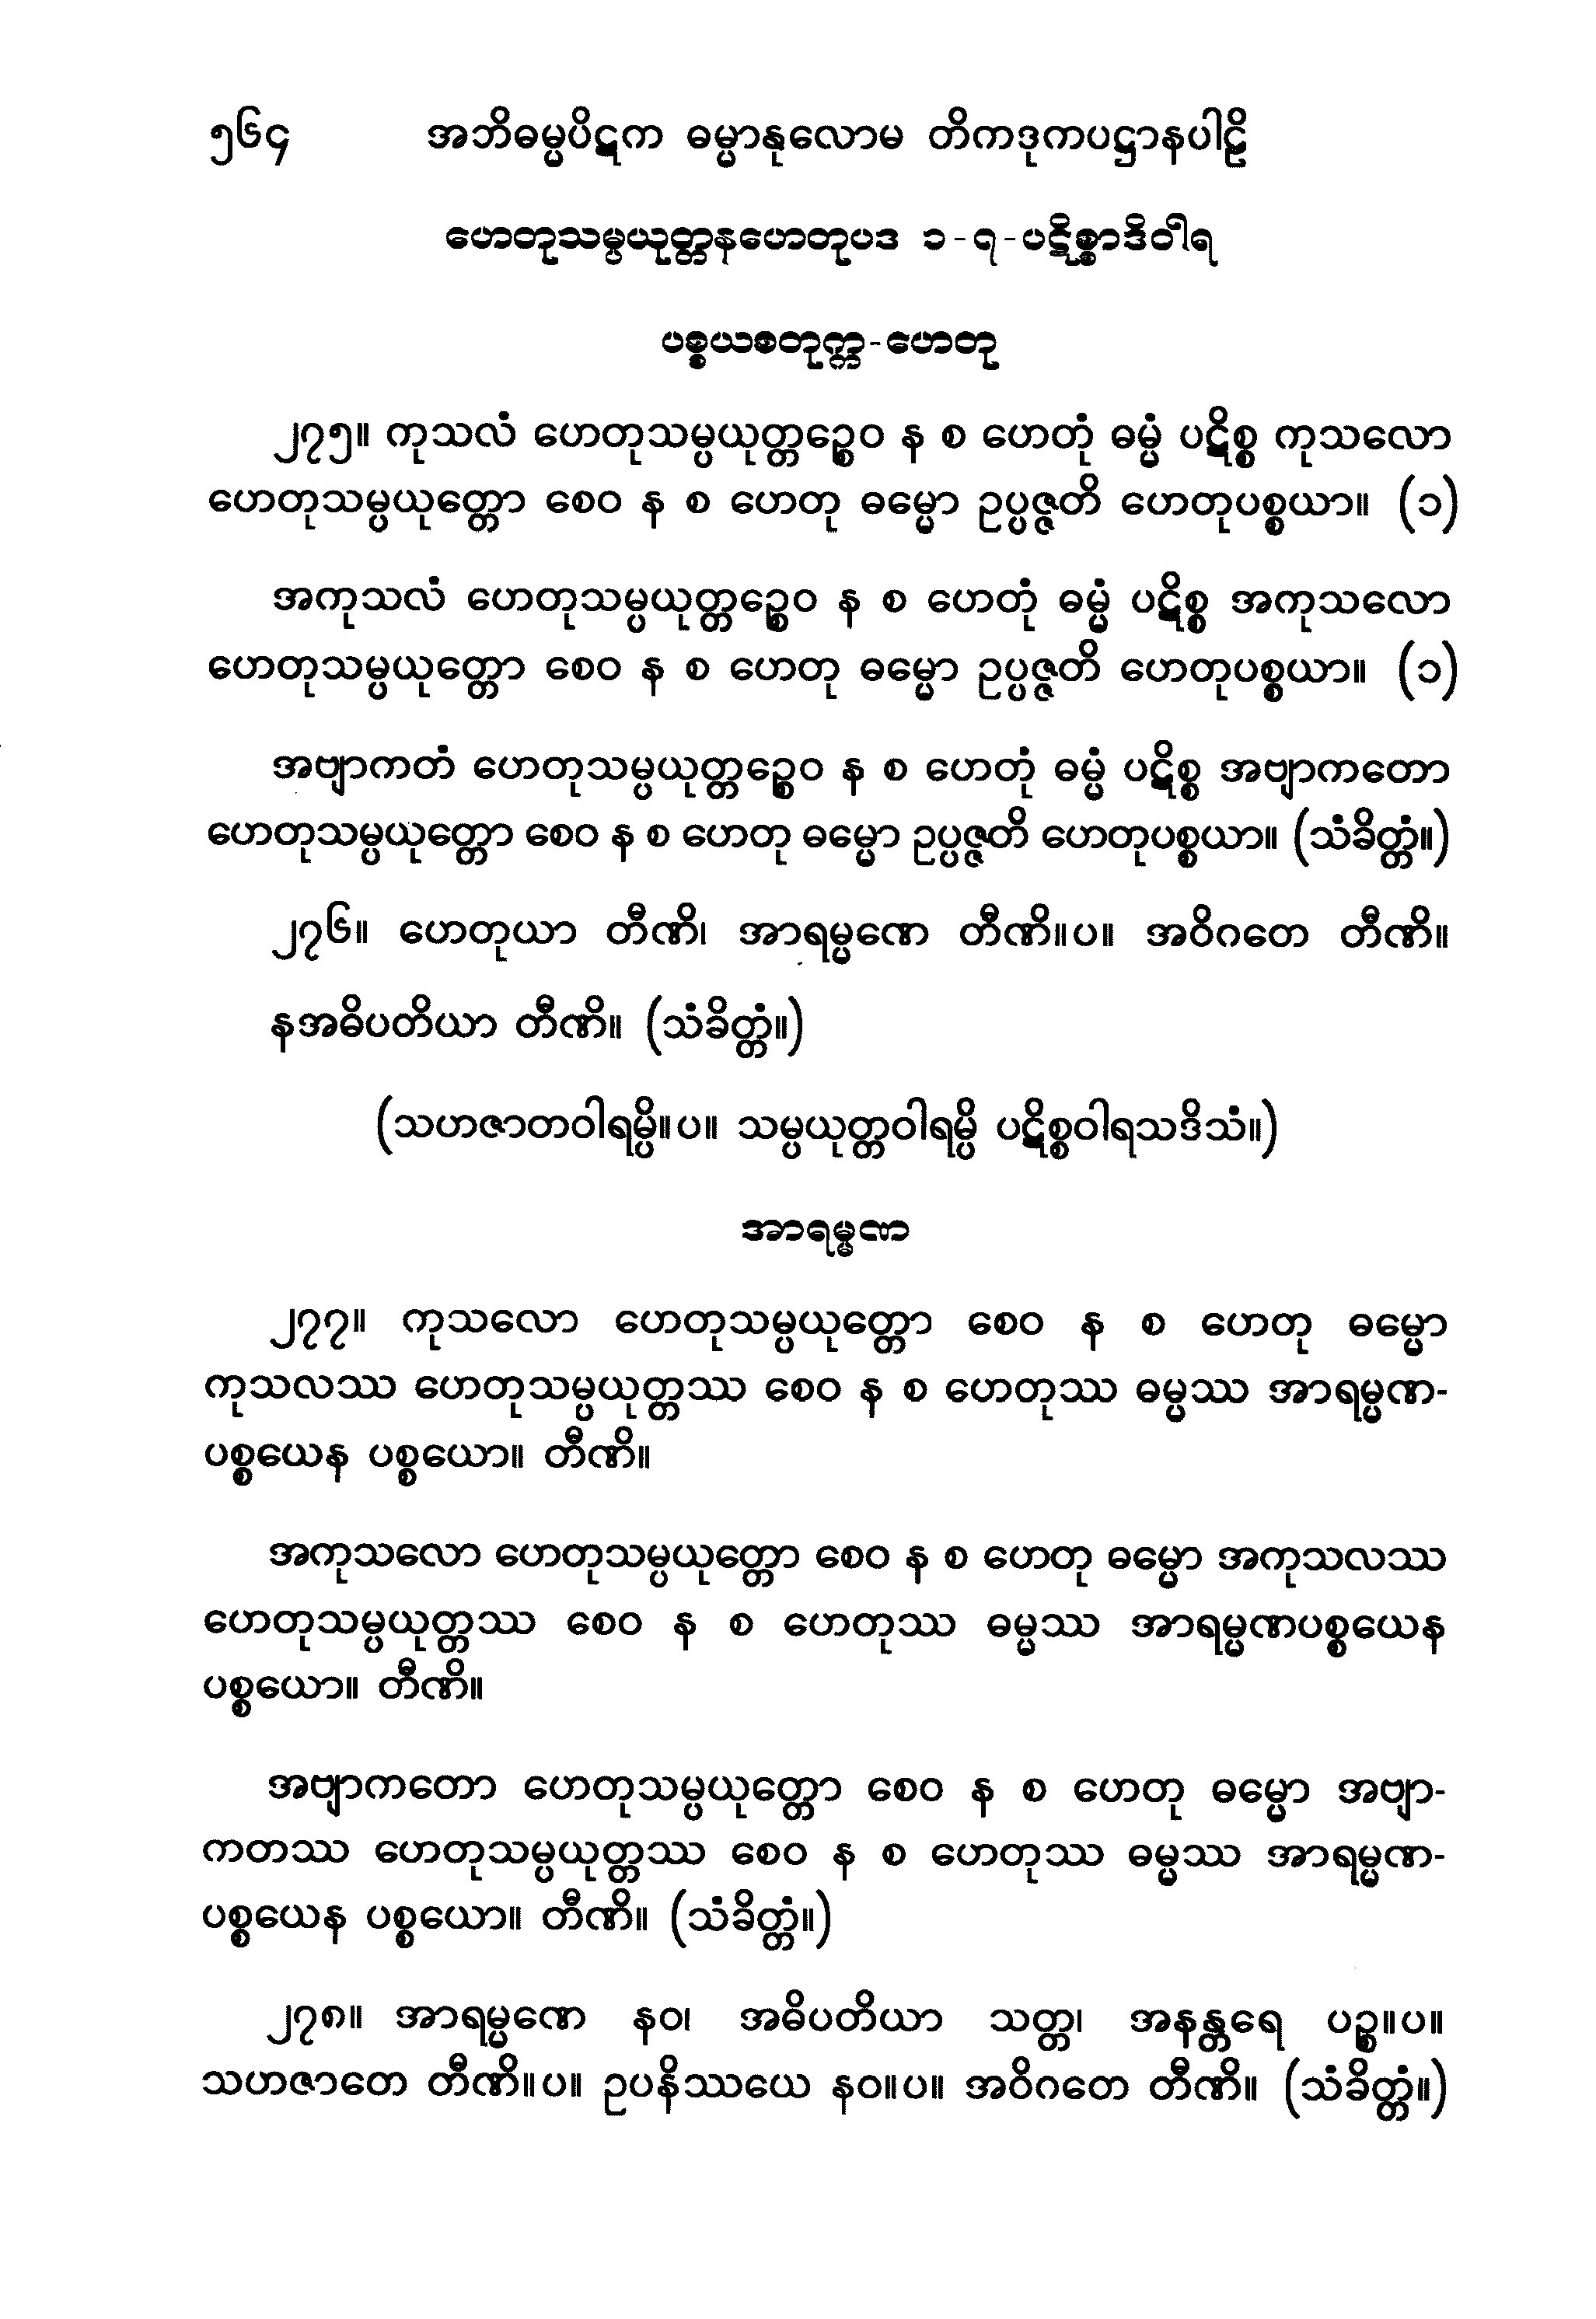 ၅၆၄ အဘိဓမ္မပိဋက ဓမ္မာနုလောမ တိကဒုကပဋ္ဌာနပါဠိ
ဟေတုသမ္ပယုတ္တနဟေတုပဒ ၁-၇-ပဋိစ္စာဒိဝါရ
ပစ္စယစတုက္က-ဟေတု
၂၇၅။ ကုသလံ ဟေတုသမ္ပယုတ္တဉ္စေဝ န စ ဟေတုံ ဓမ္မံ ပဋိစ္စ ကုသလော
ဟေတုသမ္ပယုတ္တော စေဝ န စ ဟေတု ဓမ္မော ဥပ္ပဇ္ဇတိ ဟေတုပစ္စယာ။ (၁)
အကုသလံ ဟေတုသမ္ပယုတ္တဉ္စေဝ န စ ဟေတုံ ဓမ္မံ ပဋိစ္စ အကုသလော
ဟေတုသမ္ပယုတ္တော စေဝ န စ ဟေတု ဓမ္မော ဥပ္ပဇ္ဇတိ ဟေတုပစ္စယာ။ (၁)
အဗျာကတံ ဟေတုသမ္ပယုတ္တဉ္စေဝ န စ ဟေတုံ ဓမ္မံ ပဋိစ္စ အဗျာကတော
ဟေတုသမ္ပယုတ္တော စေဝ န စ ဟေတု ဓမ္မော ဥပ္ပဇ္ဇတိ ဟေတုပစ္စယာ။ (သံခိတ္တံ။)
၂၇၆။ ဟေတုယာ တီဏိ၊ အာရမ္မဏေ တီဏိ။ပ။ အဝိဂတေ တီဏိ။
နအဓိပတိယာ တီဏိ။ (သံခိတ္တံ။)
(သဟဇာတဝါရမ္ပိ။ပ။ သမ္ပယုတ္တဝါရမ္ပိ ပဋိစ္စဝါရသဒိသံ။)
အာရမ္မဏ
၂၇၇။ ကုသလော ဟေတုသမ္ပယုတ္တော စေဝ န စ ဟေတု ဓမ္မော
ကုသလဿ ဟေတုသမ္ပယုတ္တဿ စေဝ န စ ဟေတုဿ ဓမ္မဿ အာရမ္မဏ-
ပစ္စယေန ပစ္စယော။ တီဏိ။
အကုသလော ဟေတုသမ္ပယုတ္တော စေဝ န စ ဟေတု ဓမ္မော အကုသလဿ
ဟေတုသမ္ပယုတ္တဿ စေဝ န စ ဟေတုဿ ဓမ္မဿ အာရမ္မဏပစ္စယေန
ပစ္စယော။ တီဏိ။
အဗျာကတော ဟေတုသမ္ပယုတ္တော စေဝ န စ ဟေတု ဓမ္မော အဗျာ-
ကတဿ ဟေတုသမ္ပယုတ္တဿ စေဝ န စ ဟေတုဿ ဓမ္မဿ အာရမ္မဏ-
ပစ္စယေန ပစ္စယော။ တီဏိ။ (သံခိတ္တံ။)
၂၇၈။ အာရမ္မဏေ နဝ၊ အဓိပတိယာ သတ္တ၊ အနန္တရေ ပဉ္စ။ပ။
သဟဇာတေ တီဏိ။ပ။ ဥပနိဿယေ နဝ။ပ။ အဝိဂတေ တီဏိ။ (သံခိတ္တံ။)